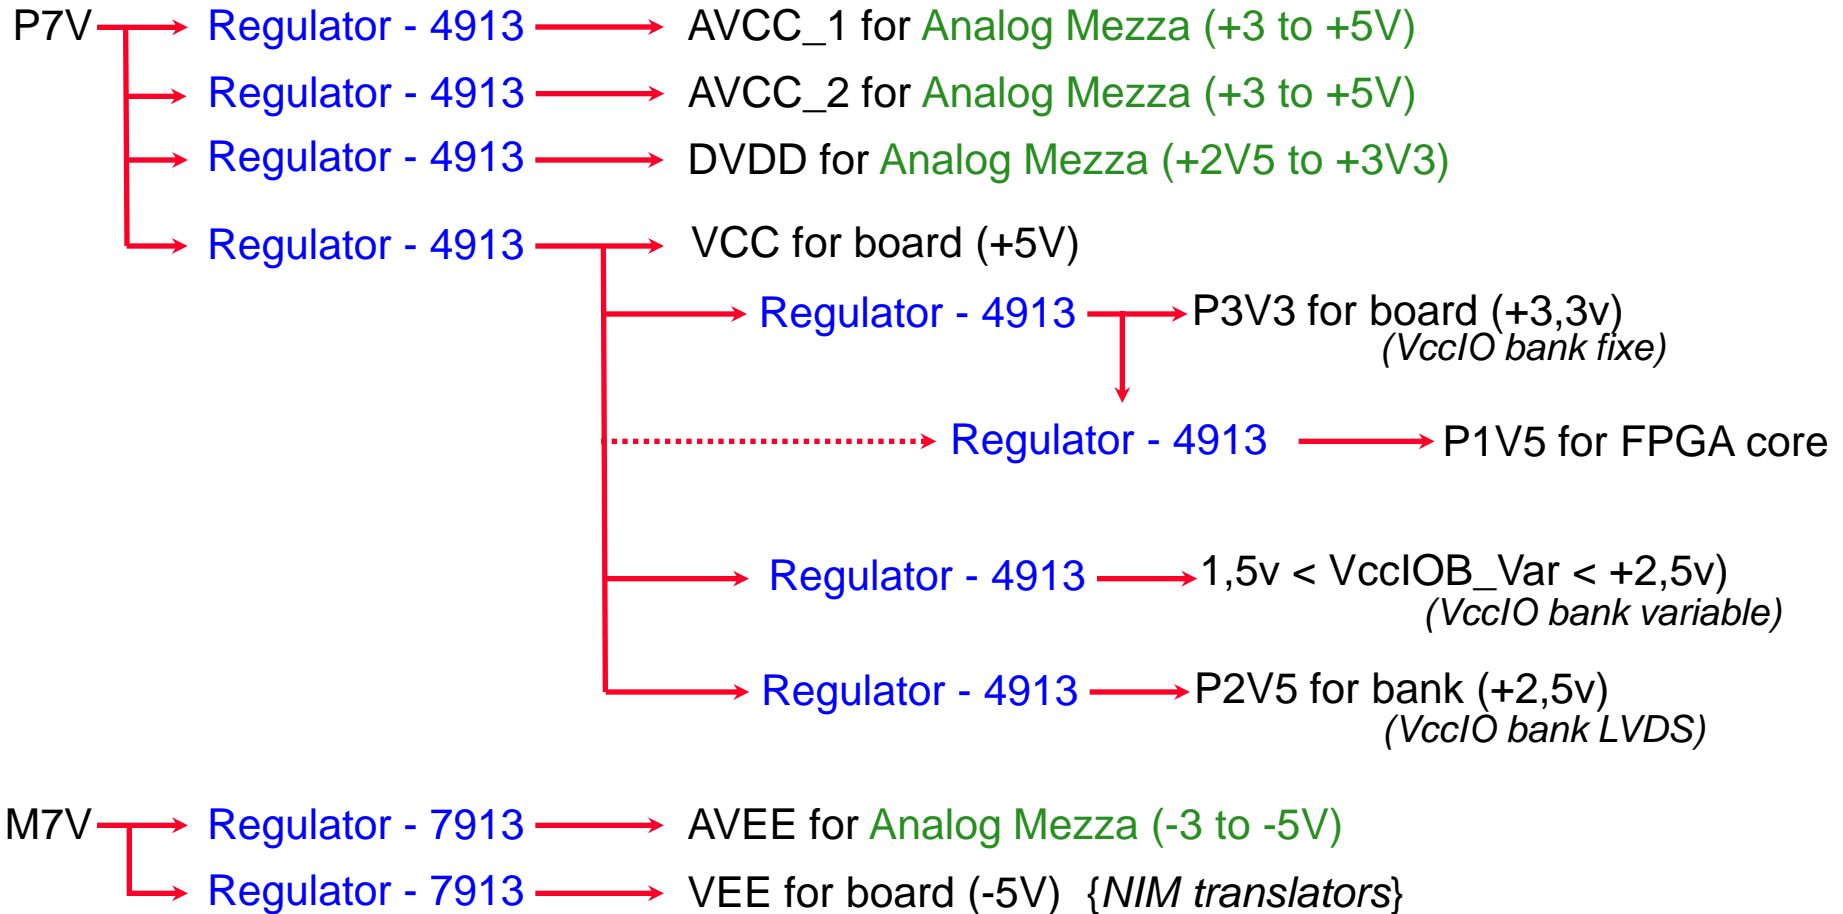 P7V Regulator - 4913 AVCC_1 for Analog Mezza (+3 to +5V)
Regulator - 4913 AVCC_2 for Analog Mezza (+3 to +5V)
Regulator - 4913 DVDD for Analog Mezza (+2V5 to +3V3)
Regulator - 4913 VCC for board (+5V)
Regulator - 4913 P3V3 for board (+3,3v)
(VccIO bank fixe)
Regulator - 4913 P1V5 for FPGA core
Regulator - 4913 1,5v < VccIOB_Var < +2,5v)
(VccIO bank variable)
Regulator - 4913 P2V5 for bank (+2,5v)
(VccIO bank LVDS)
M7V Regulator - 7913 AVEE for Analog Mezza (-3 to -5V)
Regulator - 7913 VEE for board (-5V) {NIM translators}